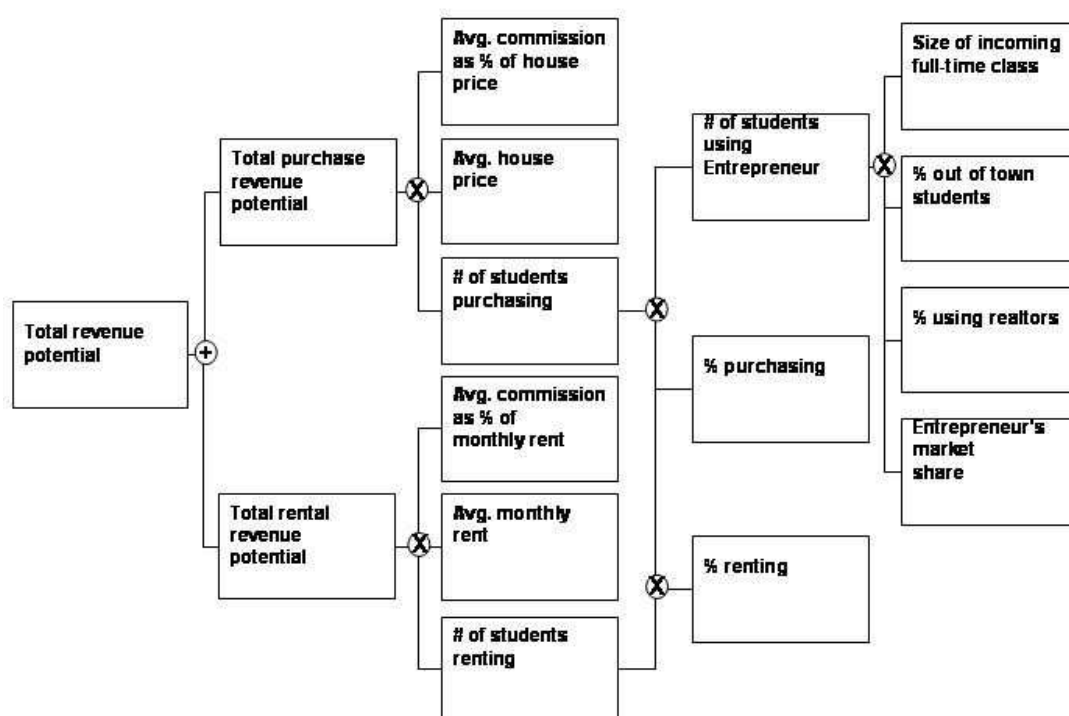 Avg. commission
as % of house
price
Size of incoming
full-time class
# of students
using
Entrepreneur
Total purchase
revenue
potential
X
Avg. house
price
X
% out of town
students
# of students
purchasing
X
% using realtors
Total revenue
potential
+
% purchasing
Avg. commission
as % of
monthly rent
Entrepreneur's
market
share
Total rental
revenue
potential
X
Avg. monthly
rent
% renting
X
# of students
renting